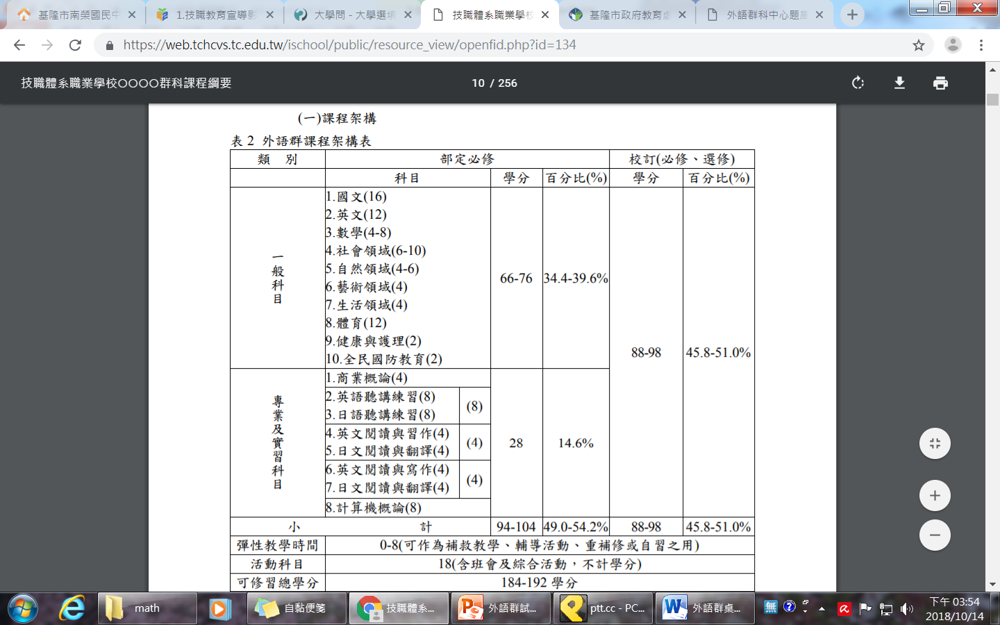 基隆市南榮國民中
1.技職教育宣導影
大學問 - 大學選填
技職體系職業學校
基隆市政府教育處
外語群科中心題庫
https://web.tchcvs.tc.edu.tw/ischool/public/resource_view/openfid.php?id=134
技職體系職業學校OOOO群科課程綱要
10 / 256
(一)課程架構
表 2 外語群課程架構表
類 別 部定必修 校訂(必修、選修)
科目 學分 百分比(%) 學分 百分比(%)
一般科目
1.國文(16)
2.英文(12)
3.數學(4-8)
4.社會領域(6-10)
5.自然領域(4-6)
6.藝術領域(4)
7.生活領域(4)
8.體育(12)
9.健康與護理(2)
10.全民國防教育(2)
66-76 34.4-39.6%
88-98 45.8-51.0%
專業及實習科目
1.商業概論(4)
2.英語聽講練習(8)
3.日語聽講練習(8)
(8)
4.英文閱讀與習作(4)
5.日文閱讀與翻譯(4)
(4)
6.英文閱讀與寫作(4)
7.日文閱讀與翻譯(4)
(4)
8.計算機概論(8)
28 14.6%
小 計 94-104 49.0-54.2% 88-98 45.8-51.0%
彈性教學時間 0-8(可作為補救教學、輔導活動、重補修或自習之用)
活動科目 18(含班會及綜合活動，不計學分)
可修習總學分 184-192 學分
math
自黏便箋
技職體系...
外語群試...
ptt.cc - PC...
外語群桌...
無
下午 03:54
2018/10/14